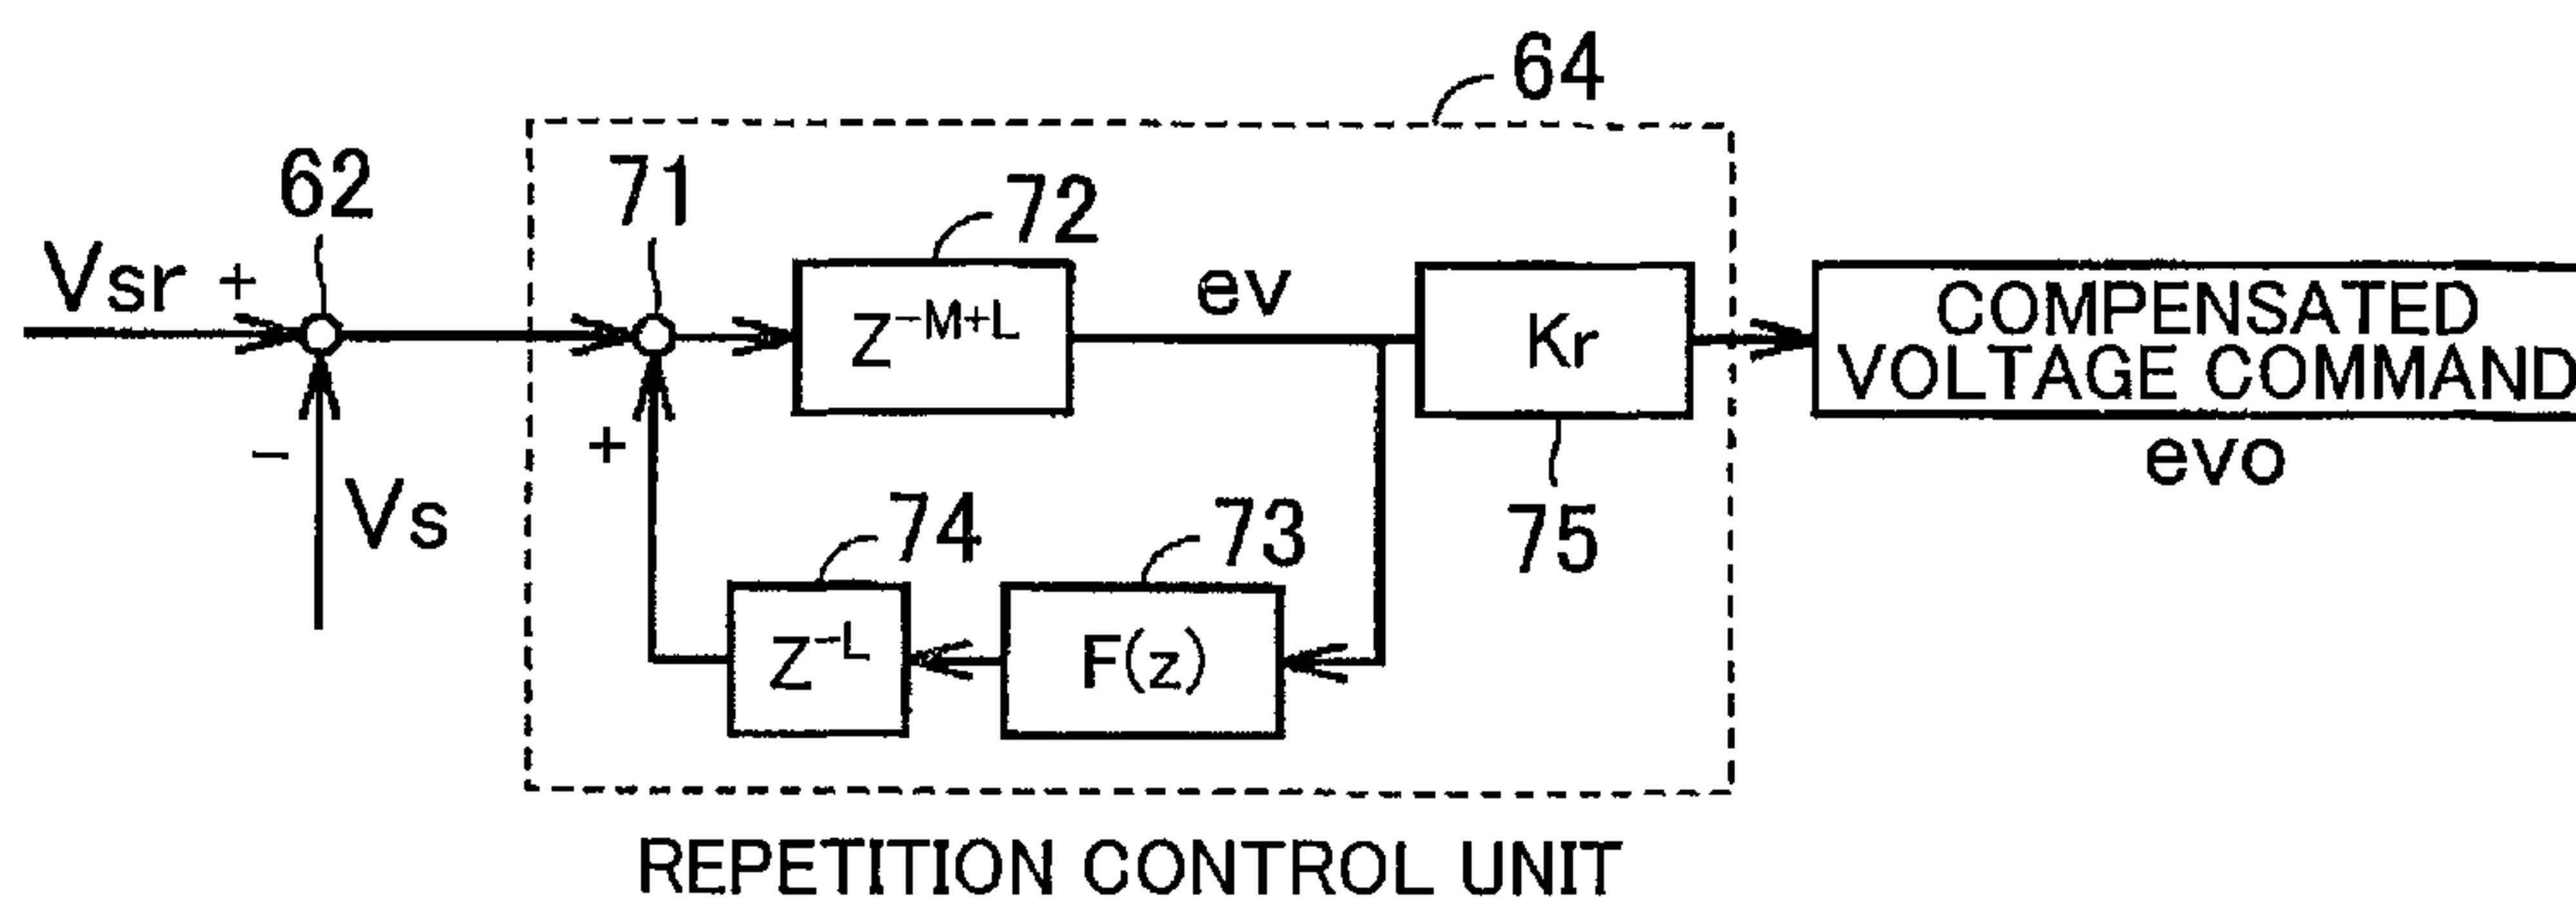 64
62
71
72
Vsr +
Z⁻ᴹ⁺ᴸ
ev
Kr
COMPENSATED
VOLTAGE COMMAND
evo
−
Vs
+
74
73
75
Z⁻ᴸ
F(z)
REPETITION CONTROL UNIT